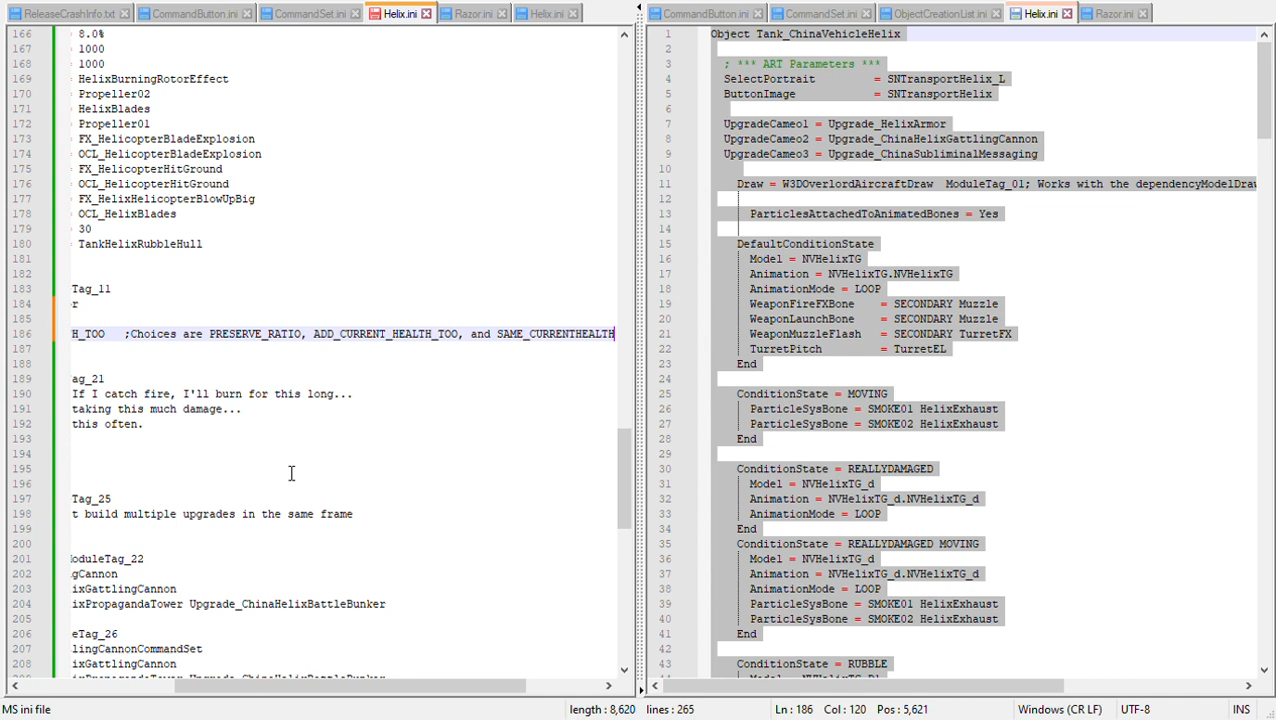 ReleaseCrashInfo.txt CommandButton.ini CommandSet.ini Helix.ini Razor.ini Helix.ini
CommandButton.ini CommandSet.ini ObjectCreationList.ini Helix.ini Razor.ini
166 8.0%
167 1000
168 1000
169 HelixBurningRotorEffect
170 Propeller02
171 HelixBlades
172 Propeller01
173 FX_HelicopterBladeExplosion
174 OCL_HelicopterBladeExplosion
175 FX_HelicopterHitGround
176 OCL_HelicopterHitGround
177 FX_HelixHelicopterBlowUpBig
178 OCL_HelixBlades
179 30
180 TankHelixRubbleHull
181
182
183 Tag_11
184 r
185
186 H_TOO ;Choices are PRESERVE_RATIO, ADD_CURRENT_HEALTH_TOO, and SAME_CURRENTHEALTH
187
188
189 ag_21
190 If I catch fire, I'll burn for this long...
191 taking this much damage...
192 this often.
193
194
195
196
197 Tag_25
198 t build multiple upgrades in the same frame
199
200
201 oduleTag_22
202 gCannon
203 ixGattlingCannon
204 ixPropagandaTower Upgrade_ChinaHelixBattleBunker
205
206 eTag_26
207 lingCannonCommandSet
208 ixGattlingCannon
ixPropagandaTower Upgrade_ChinaHelixBattleBunker
1 Object Tank_ChinaVehicleHelix
2
3 ; *** ART Parameters ***
4 SelectPortrait = SNTransportHelix_L
5 ButtonImage = SNTransportHelix
6
7 UpgradeCameo1 = Upgrade_HelixArmor
8 UpgradeCameo2 = Upgrade_ChinaHelixGattlingCannon
9 UpgradeCameo3 = Upgrade_ChinaSubliminalMessaging
10
11 Draw = W3DOverlordAircraftDraw ModuleTag_01; Works with the dependencyModelDraw
12
13 ParticlesAttachedToAnimatedBones = Yes
14
15 DefaultConditionState
16 Model = NVHelixTG
17 Animation = NVHelixTG.NVHelixTG
18 AnimationMode = LOOP
19 WeaponFireFXBone = SECONDARY Muzzle
20 WeaponLaunchBone = SECONDARY Muzzle
21 WeaponMuzzleFlash = SECONDARY TurretFX
22 TurretPitch = TurretEL
23 End
24
25 ConditionState = MOVING
26 ParticleSysBone = SMOKE01 HelixExhaust
27 ParticleSysBone = SMOKE02 HelixExhaust
28 End
29
30 ConditionState = REALLYDAMAGED
31 Model = NVHelixTG_d
32 Animation = NVHelixTG_d.NVHelixTG_d
33 AnimationMode = LOOP
34 End
35 ConditionState = REALLYDAMAGED MOVING
36 Model = NVHelixTG_d
37 Animation = NVHelixTG_d.NVHelixTG_d
38 AnimationMode = LOOP
39 ParticleSysBone = SMOKE01 HelixExhaust
40 ParticleSysBone = SMOKE02 HelixExhaust
41 End
42
43 ConditionState = RUBBLE
MS ini file length : 8,620 lines : 265 Ln : 186 Col : 120 Pos : 5,621 Windows (CR LF) UTF-8 INS